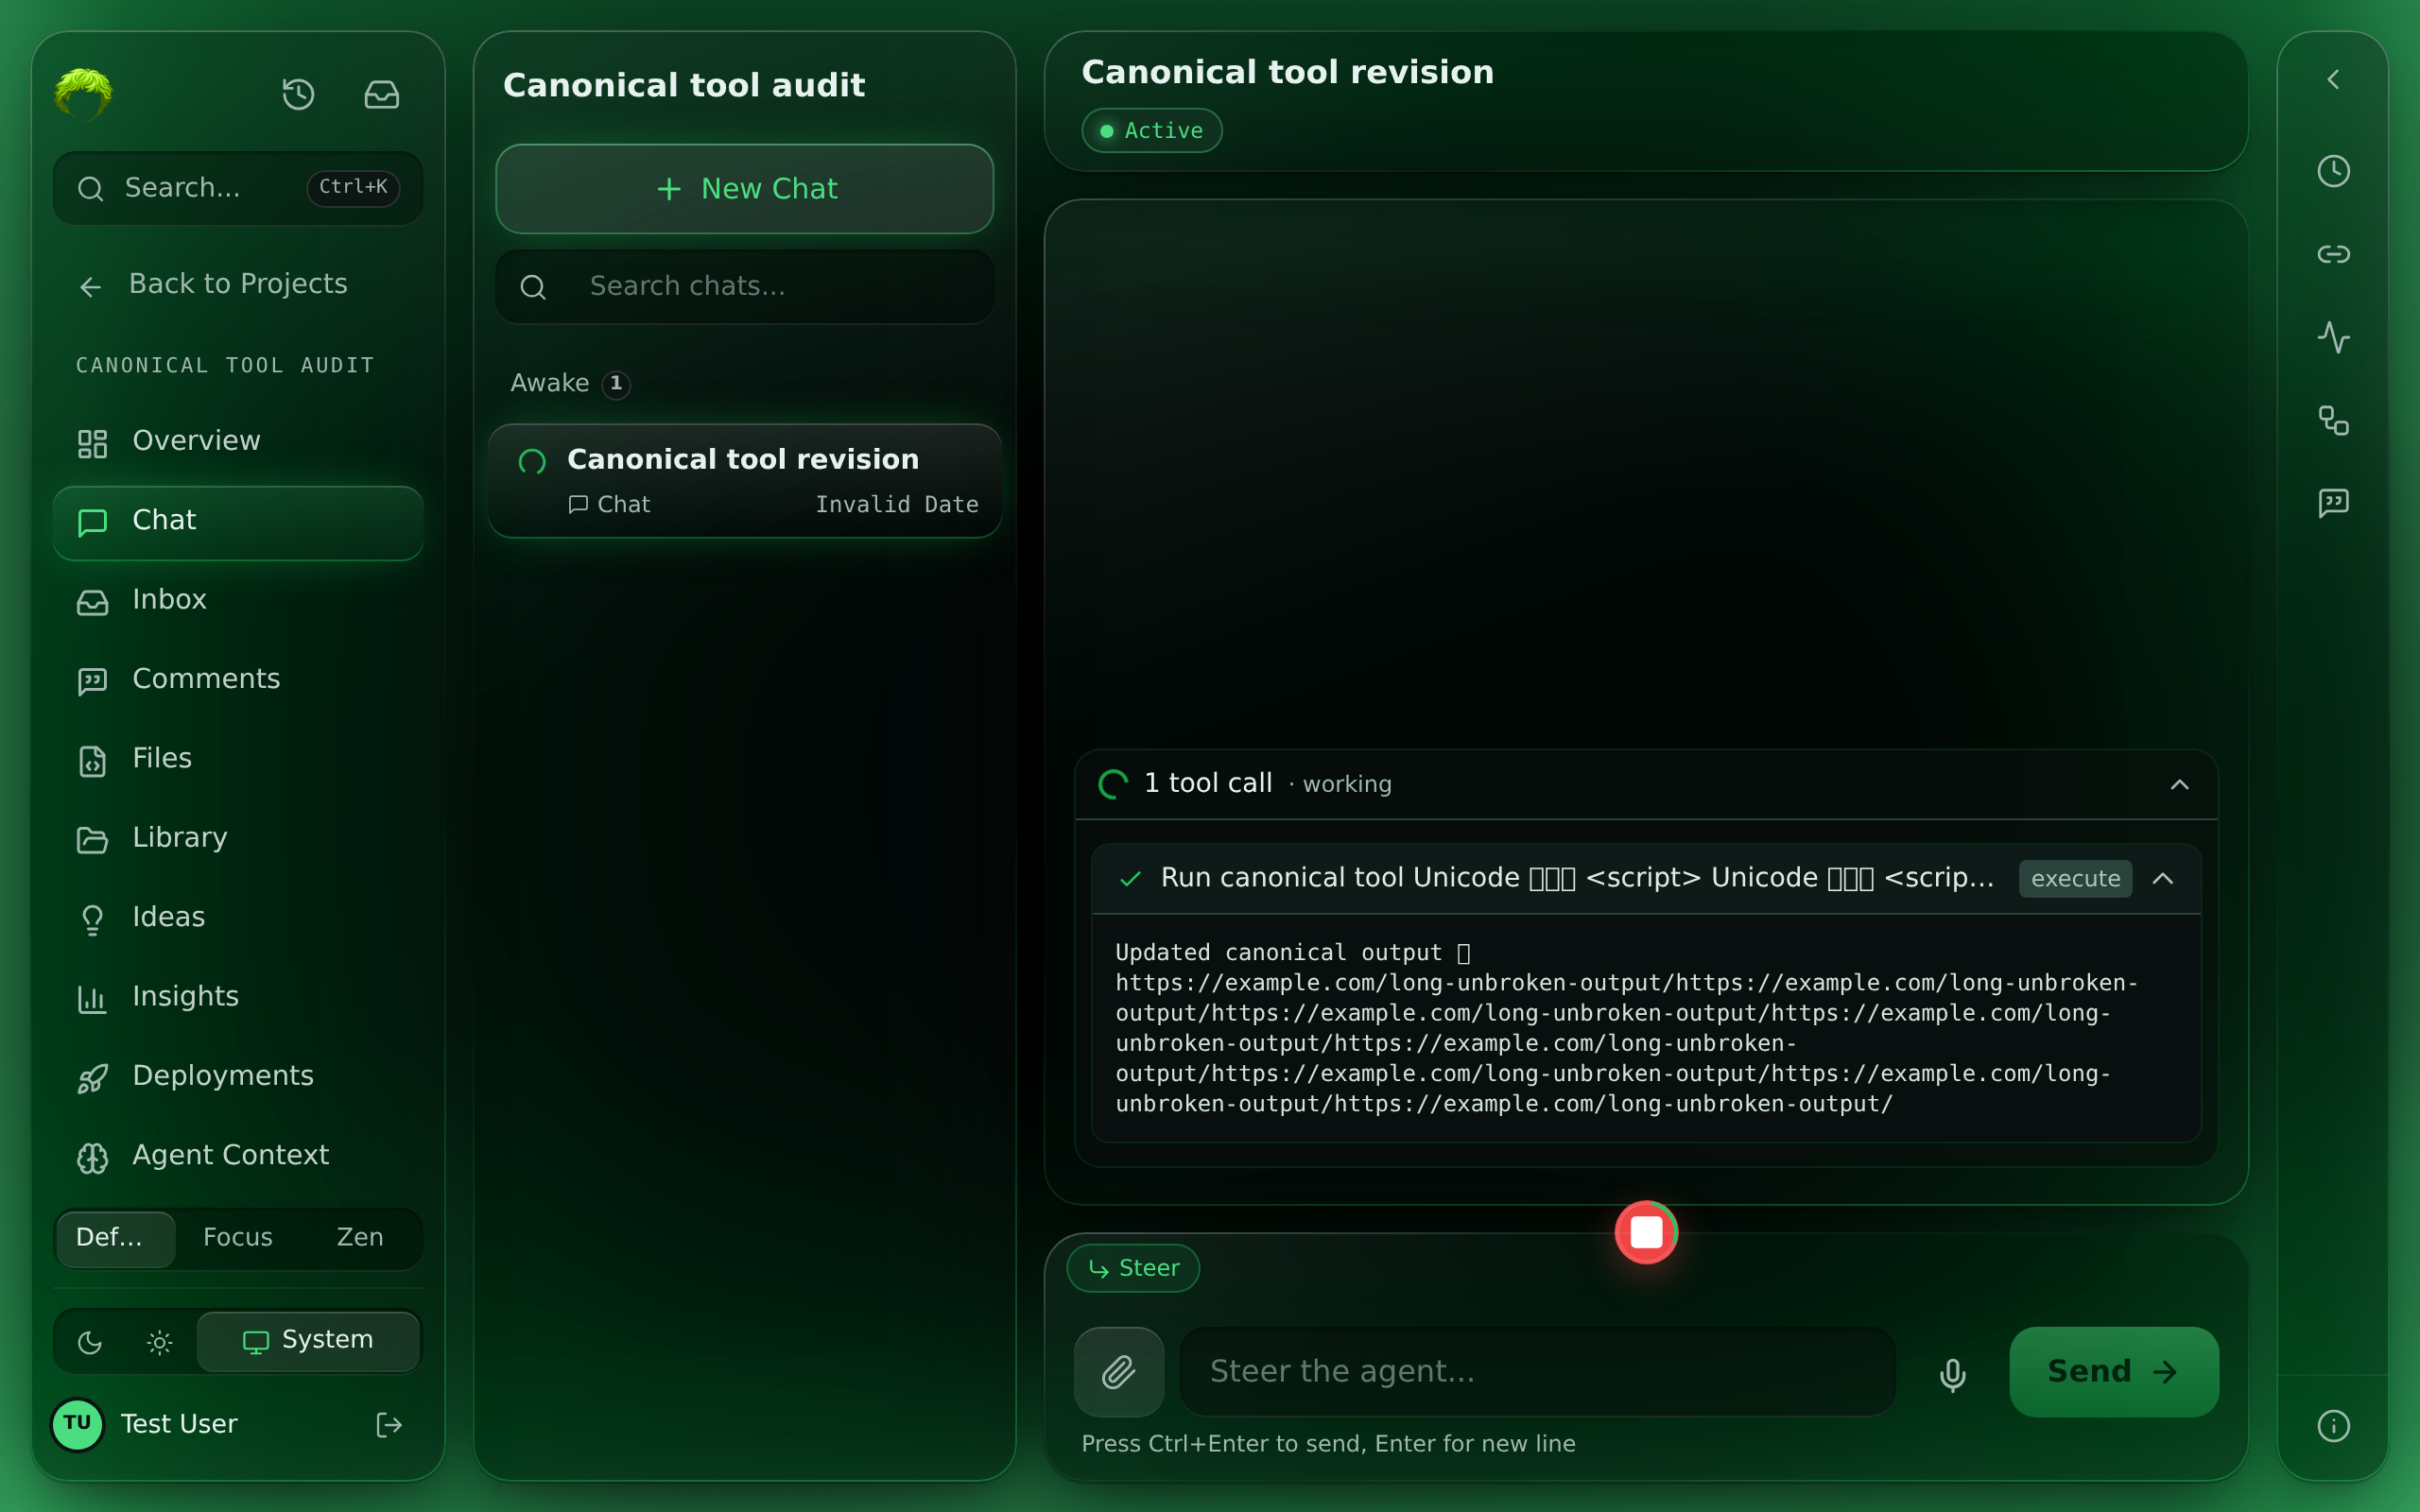 Search...
Ctrl+K
Back to Projects
CANONICAL TOOL AUDIT
Overview
Chat
Inbox
Comments
Files
Library
Ideas
Insights
Deployments
Agent Context
Def...
Focus
Zen
System
TU
Test User
Canonical tool audit
New Chat
Search chats...
Awake 1
Canonical tool revision
Chat
Invalid Date
Canonical tool revision
Active
1 tool call · working
Run canonical tool Unicode □□□ <script> Unicode □□□ <scrip...
execute
Updated canonical output □
https://example.com/long-unbroken-output/https://example.com/long-unbroken-
output/https://example.com/long-unbroken-output/https://example.com/long-
unbroken-output/https://example.com/long-unbroken-
output/https://example.com/long-unbroken-output/https://example.com/long-
unbroken-output/https://example.com/long-unbroken-output/
Steer
Steer the agent...
Send
Press Ctrl+Enter to send, Enter for new line